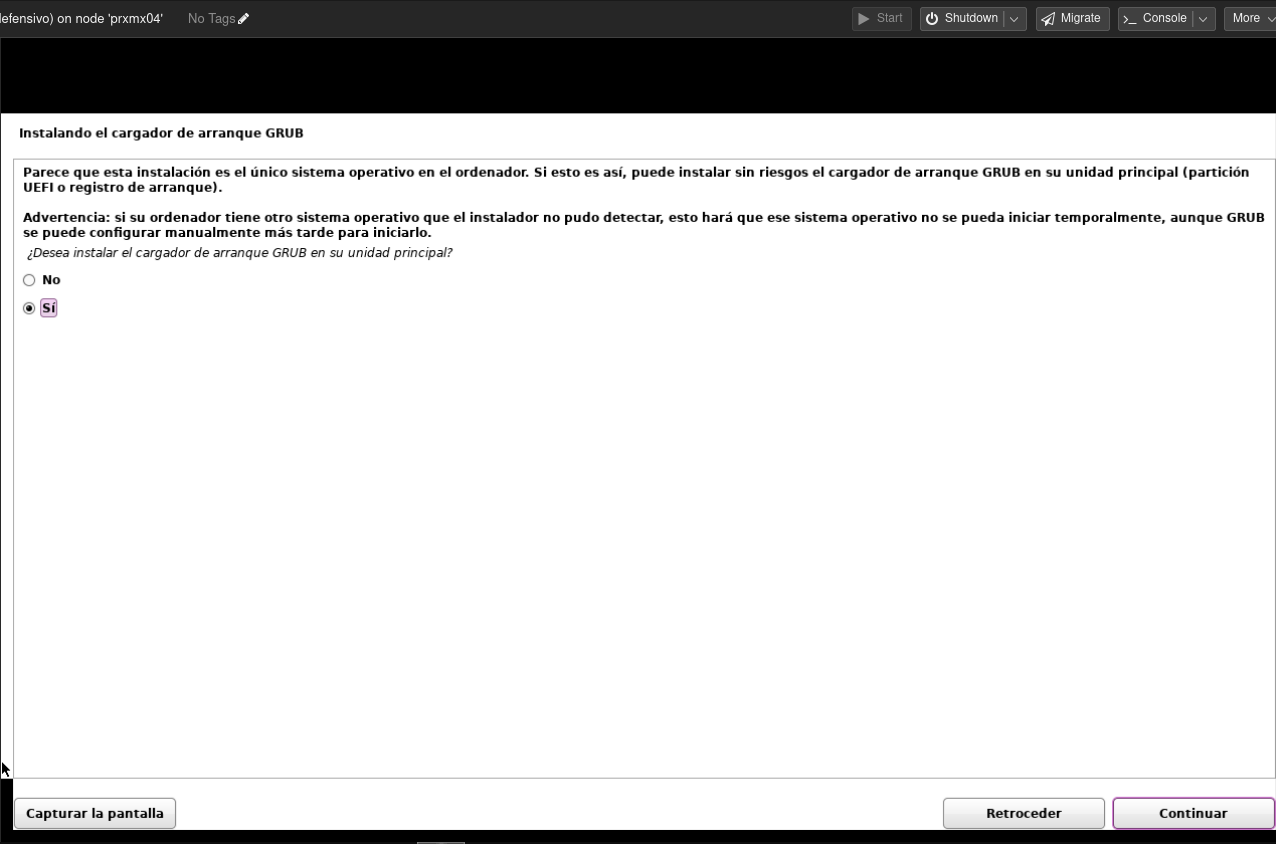 defensivo) on node 'prxmx04' No Tags Start Shutdown Migrate Console More
Instalando el cargador de arranque GRUB
Parece que esta instalación es el único sistema operativo en el ordenador. Si esto es así, puede instalar sin riesgos el cargador de arranque GRUB en su unidad principal (partición
UEFI o registro de arranque).
Advertencia: si su ordenador tiene otro sistema operativo que el instalador no pudo detectar, esto hará que ese sistema operativo no se pueda iniciar temporalmente, aunque GRUB
se puede configurar manualmente más tarde para iniciarlo.
¿Desea instalar el cargador de arranque GRUB en su unidad principal?
No
Sí
Capturar la pantalla Retroceder Continuar